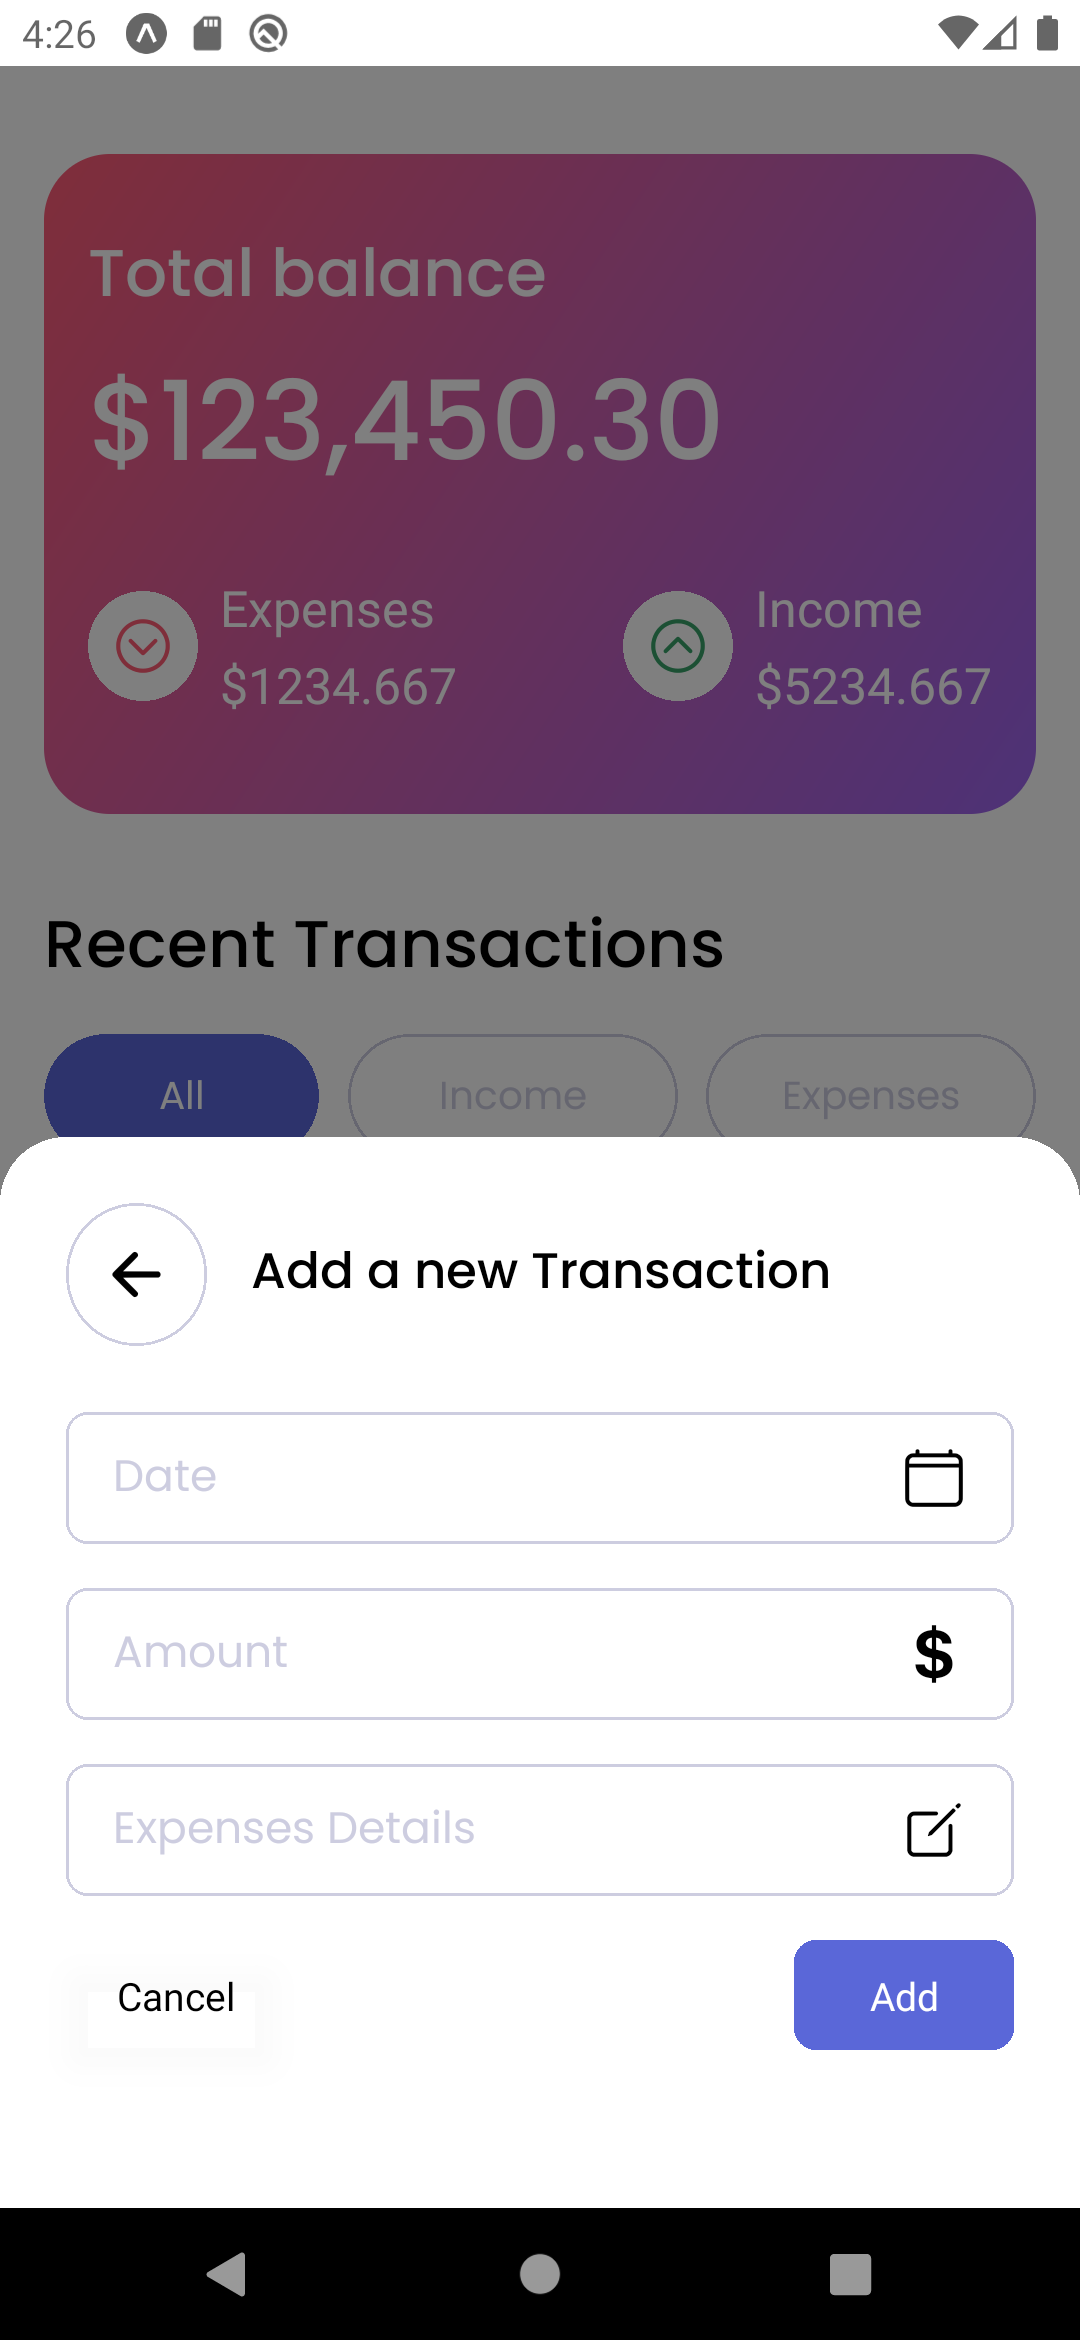 4:26
Total balance
$123,450.30
Expenses
$1234.667
Income
$5234.667
Recent Transactions
All Income Expenses
Add a new Transaction
Date
Amount
$
Expenses Details
Cancel Add